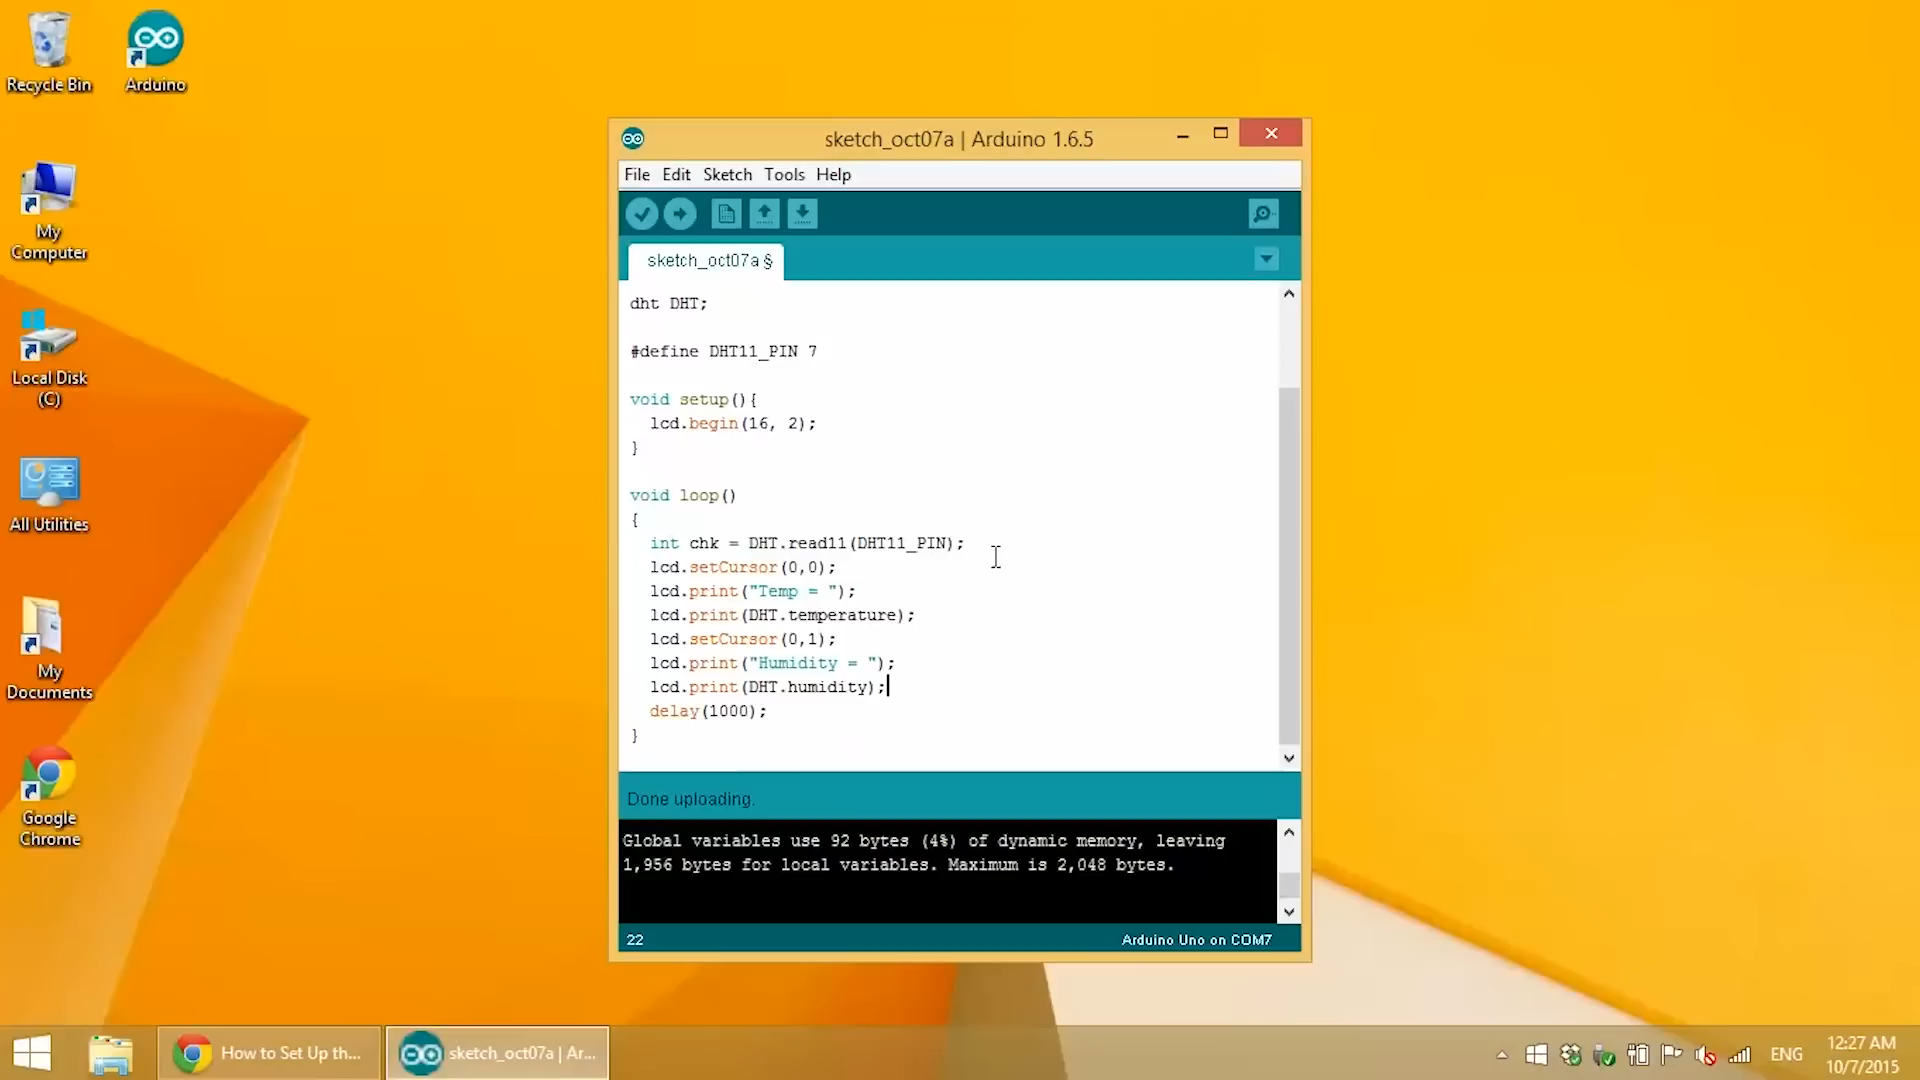 Recycle Bin
Arduino
My
Computer
Local Disk
(C)
All Utilities
My
Documents
Google
Chrome
sketch_oct07a | Arduino 1.6.5
File Edit Sketch Tools Help
sketch_oct07a §
dht DHT;
#define DHT11_PIN 7
void setup(){
  lcd.begin(16, 2);
}
void loop()
{
  int chk = DHT.read11(DHT11_PIN);
  lcd.setCursor(0,0);
  lcd.print("Temp = ");
  lcd.print(DHT.temperature);
  lcd.setCursor(0,1);
  lcd.print("Humidity = ");
  lcd.print(DHT.humidity);
  delay(1000);
}
Done uploading.
Global variables use 92 bytes (4%) of dynamic memory, leaving
1,956 bytes for local variables. Maximum is 2,048 bytes.
22
Arduino Uno on COM7
How to Set Up th...
sketch_oct07a | Ar...
ENG
12:27 AM
10/7/2015